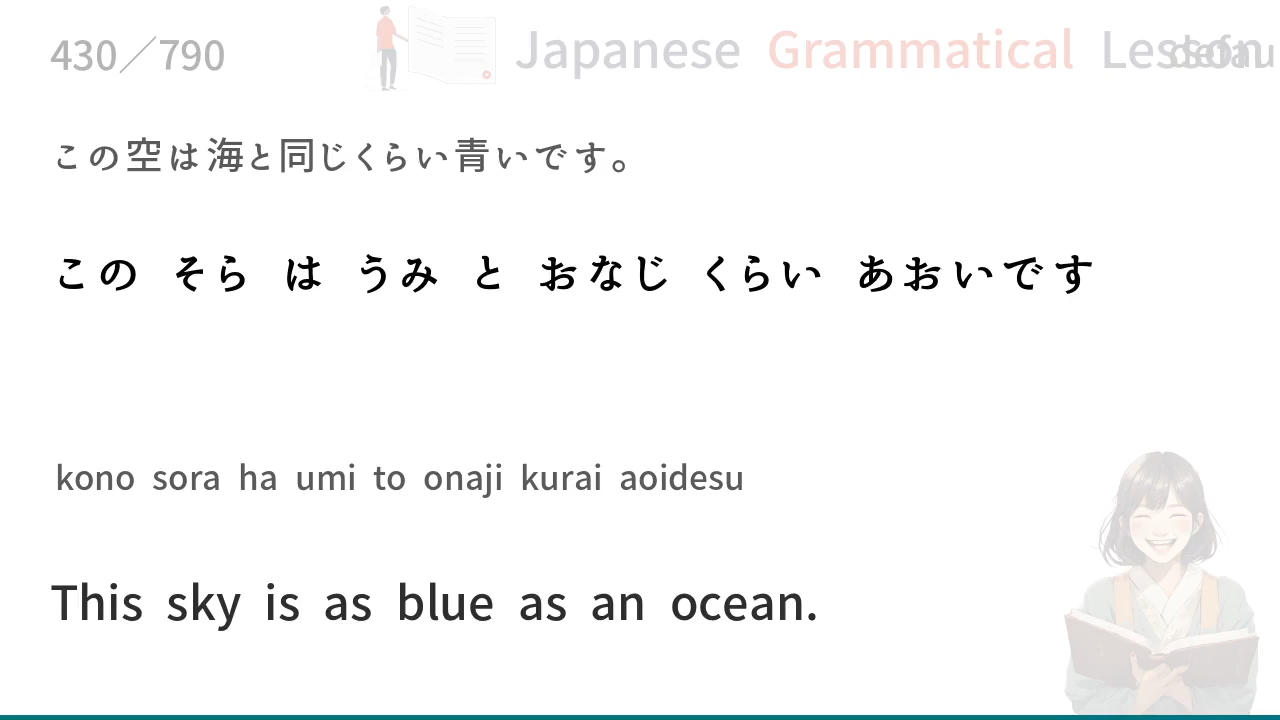 430／790
Japanese Grammatical Lesson
この空は海と同じくらい青いです。
この そら は うみ と おなじ くらい あおいです
kono sora ha umi to onaji kurai aoidesu
This sky is as blue as an ocean.